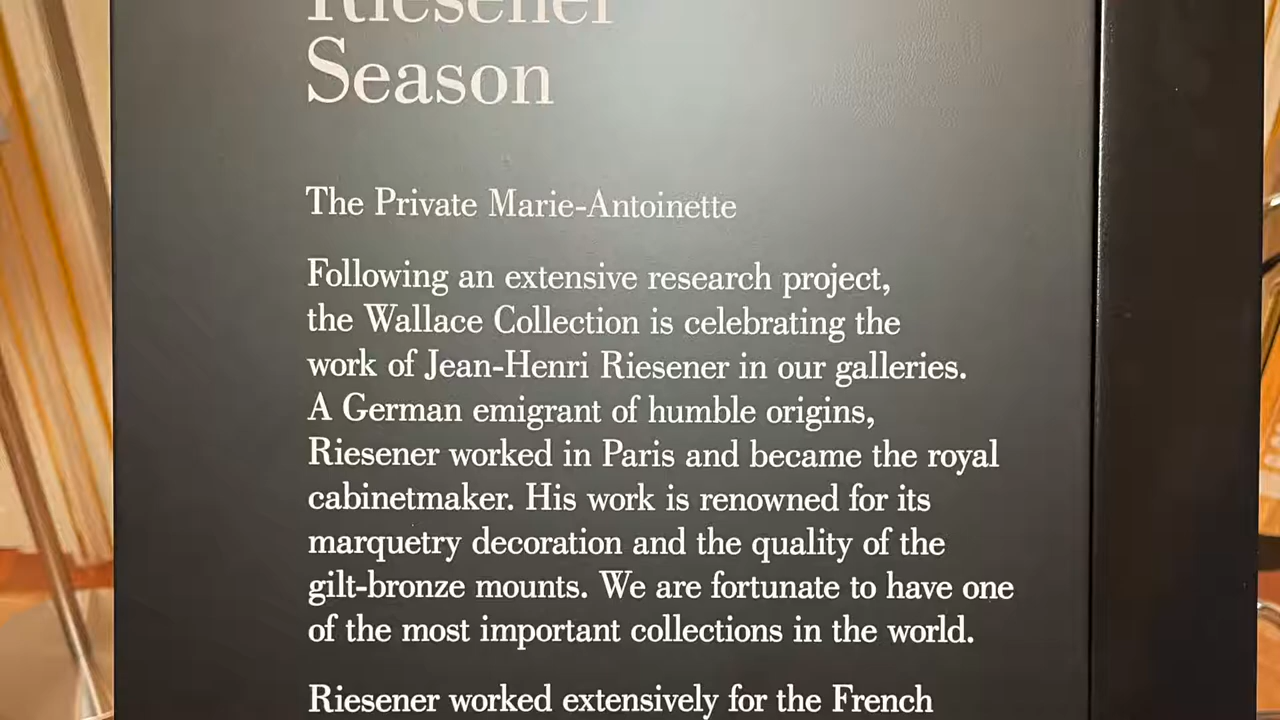 Riesener
Season
The Private Marie-Antoinette
Following an extensive research project,
the Wallace Collection is celebrating the
work of Jean-Henri Riesener in our galleries.
A German emigrant of humble origins,
Riesener worked in Paris and became the royal
cabinetmaker. His work is renowned for its
marquetry decoration and the quality of the
gilt-bronze mounts. We are fortunate to have one
of the most important collections in the world.
Riesener worked extensively for the French